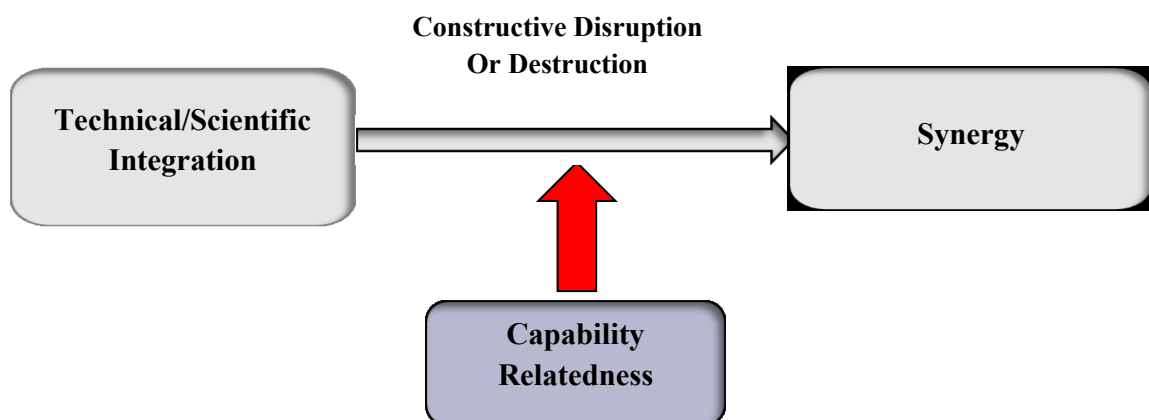 Constructive Disruption
Or Destruction
Technical/Scientific
Integration
Synergy
Capability
Relatedness